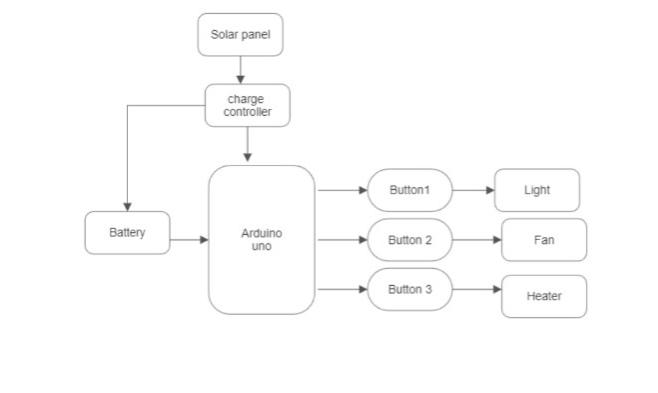 Solar panel
charge
controller
Button1
Light
Battery
Arduino
uno
Button 2
Fan
Button 3
Heater